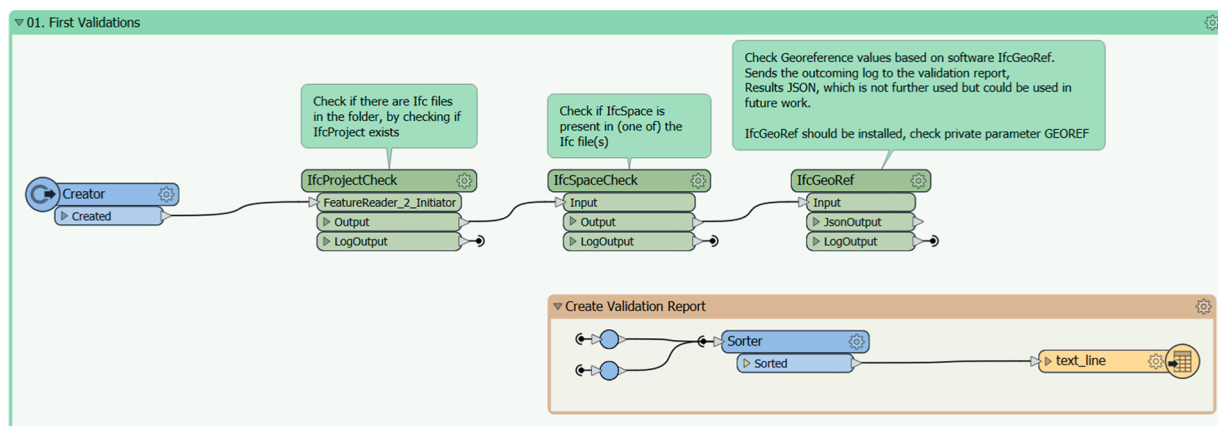 01. First Validations
Check Georeference values based on software IfcGeoRef.
Sends the outcoming log to the validation report,
Results JSON, which is not further used but could be used in
future work.
IfcGeoRef should be installed, check private parameter GEOREF
Check if there are Ifc files
in the folder, by checking if
IfcProject exists
Check if IfcSpace is
present in (one of) the
Ifc file(s)
Creator
Created
IfcProjectCheck
FeatureReader_2_Initiator
Output
LogOutput
IfcSpaceCheck
Input
Output
LogOutput
IfcGeoRef
Input
JsonOutput
LogOutput
Create Validation Report
Sorter
Sorted
text_line